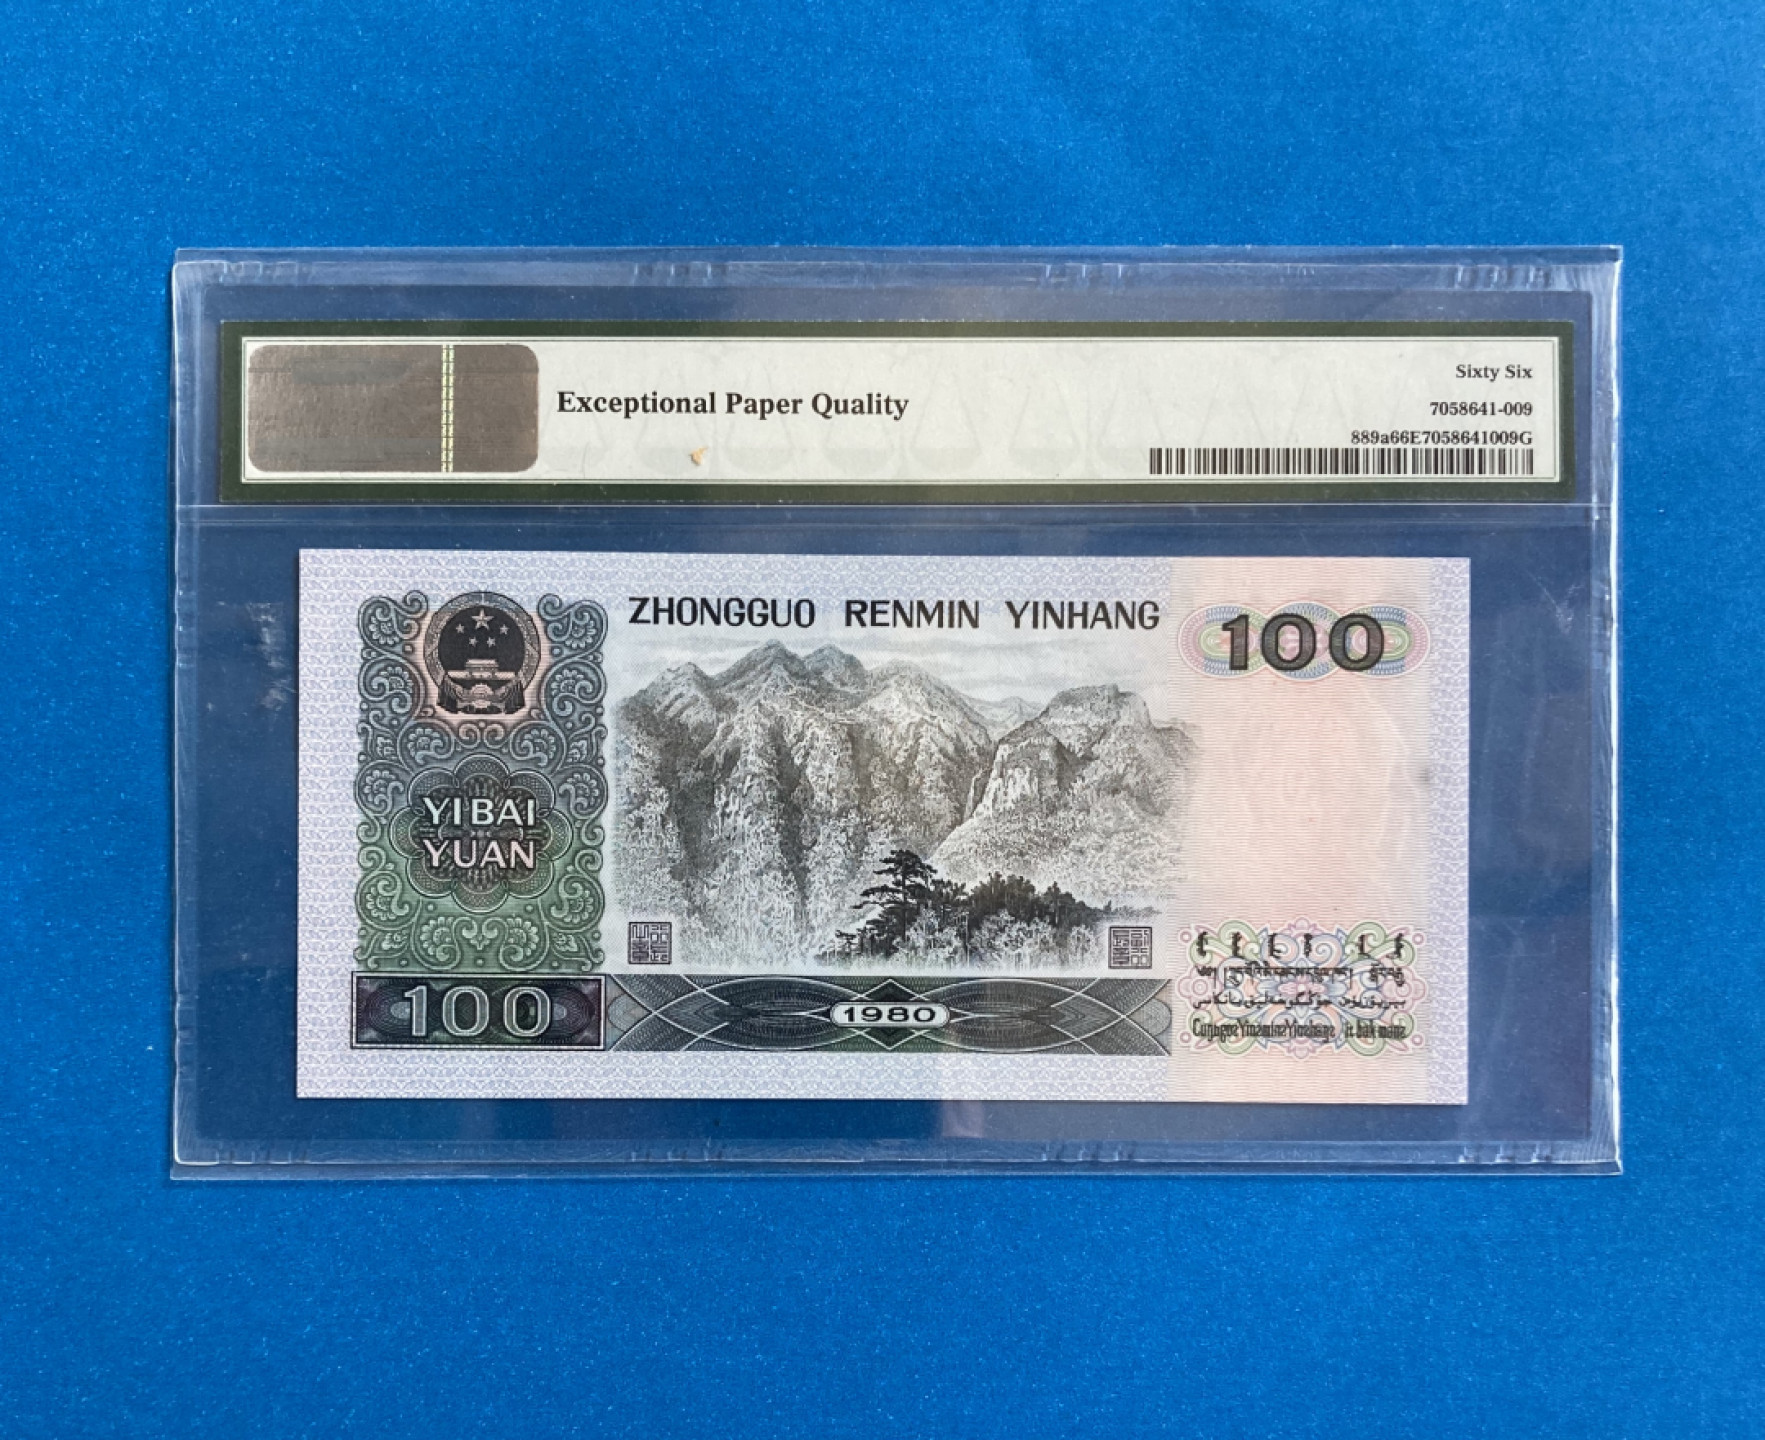 Sixty Six
Exceptional Paper Quality
7058641-009
889a66E7058641009G
ZHONGGUO RENMIN YINHANG
100
YI BAI
YUAN
100
1980